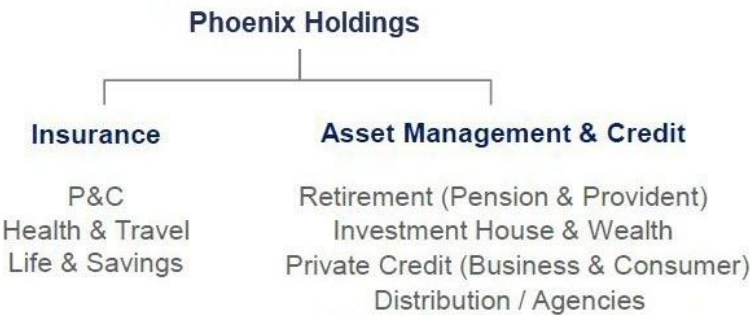 Phoenix Holdings
Insurance
P&C
Health & Travel
Life & Savings
Asset Management & Credit
Retirement (Pension & Provident)
Investment House & Wealth
Private Credit (Business & Consumer)
Distribution / Agencies